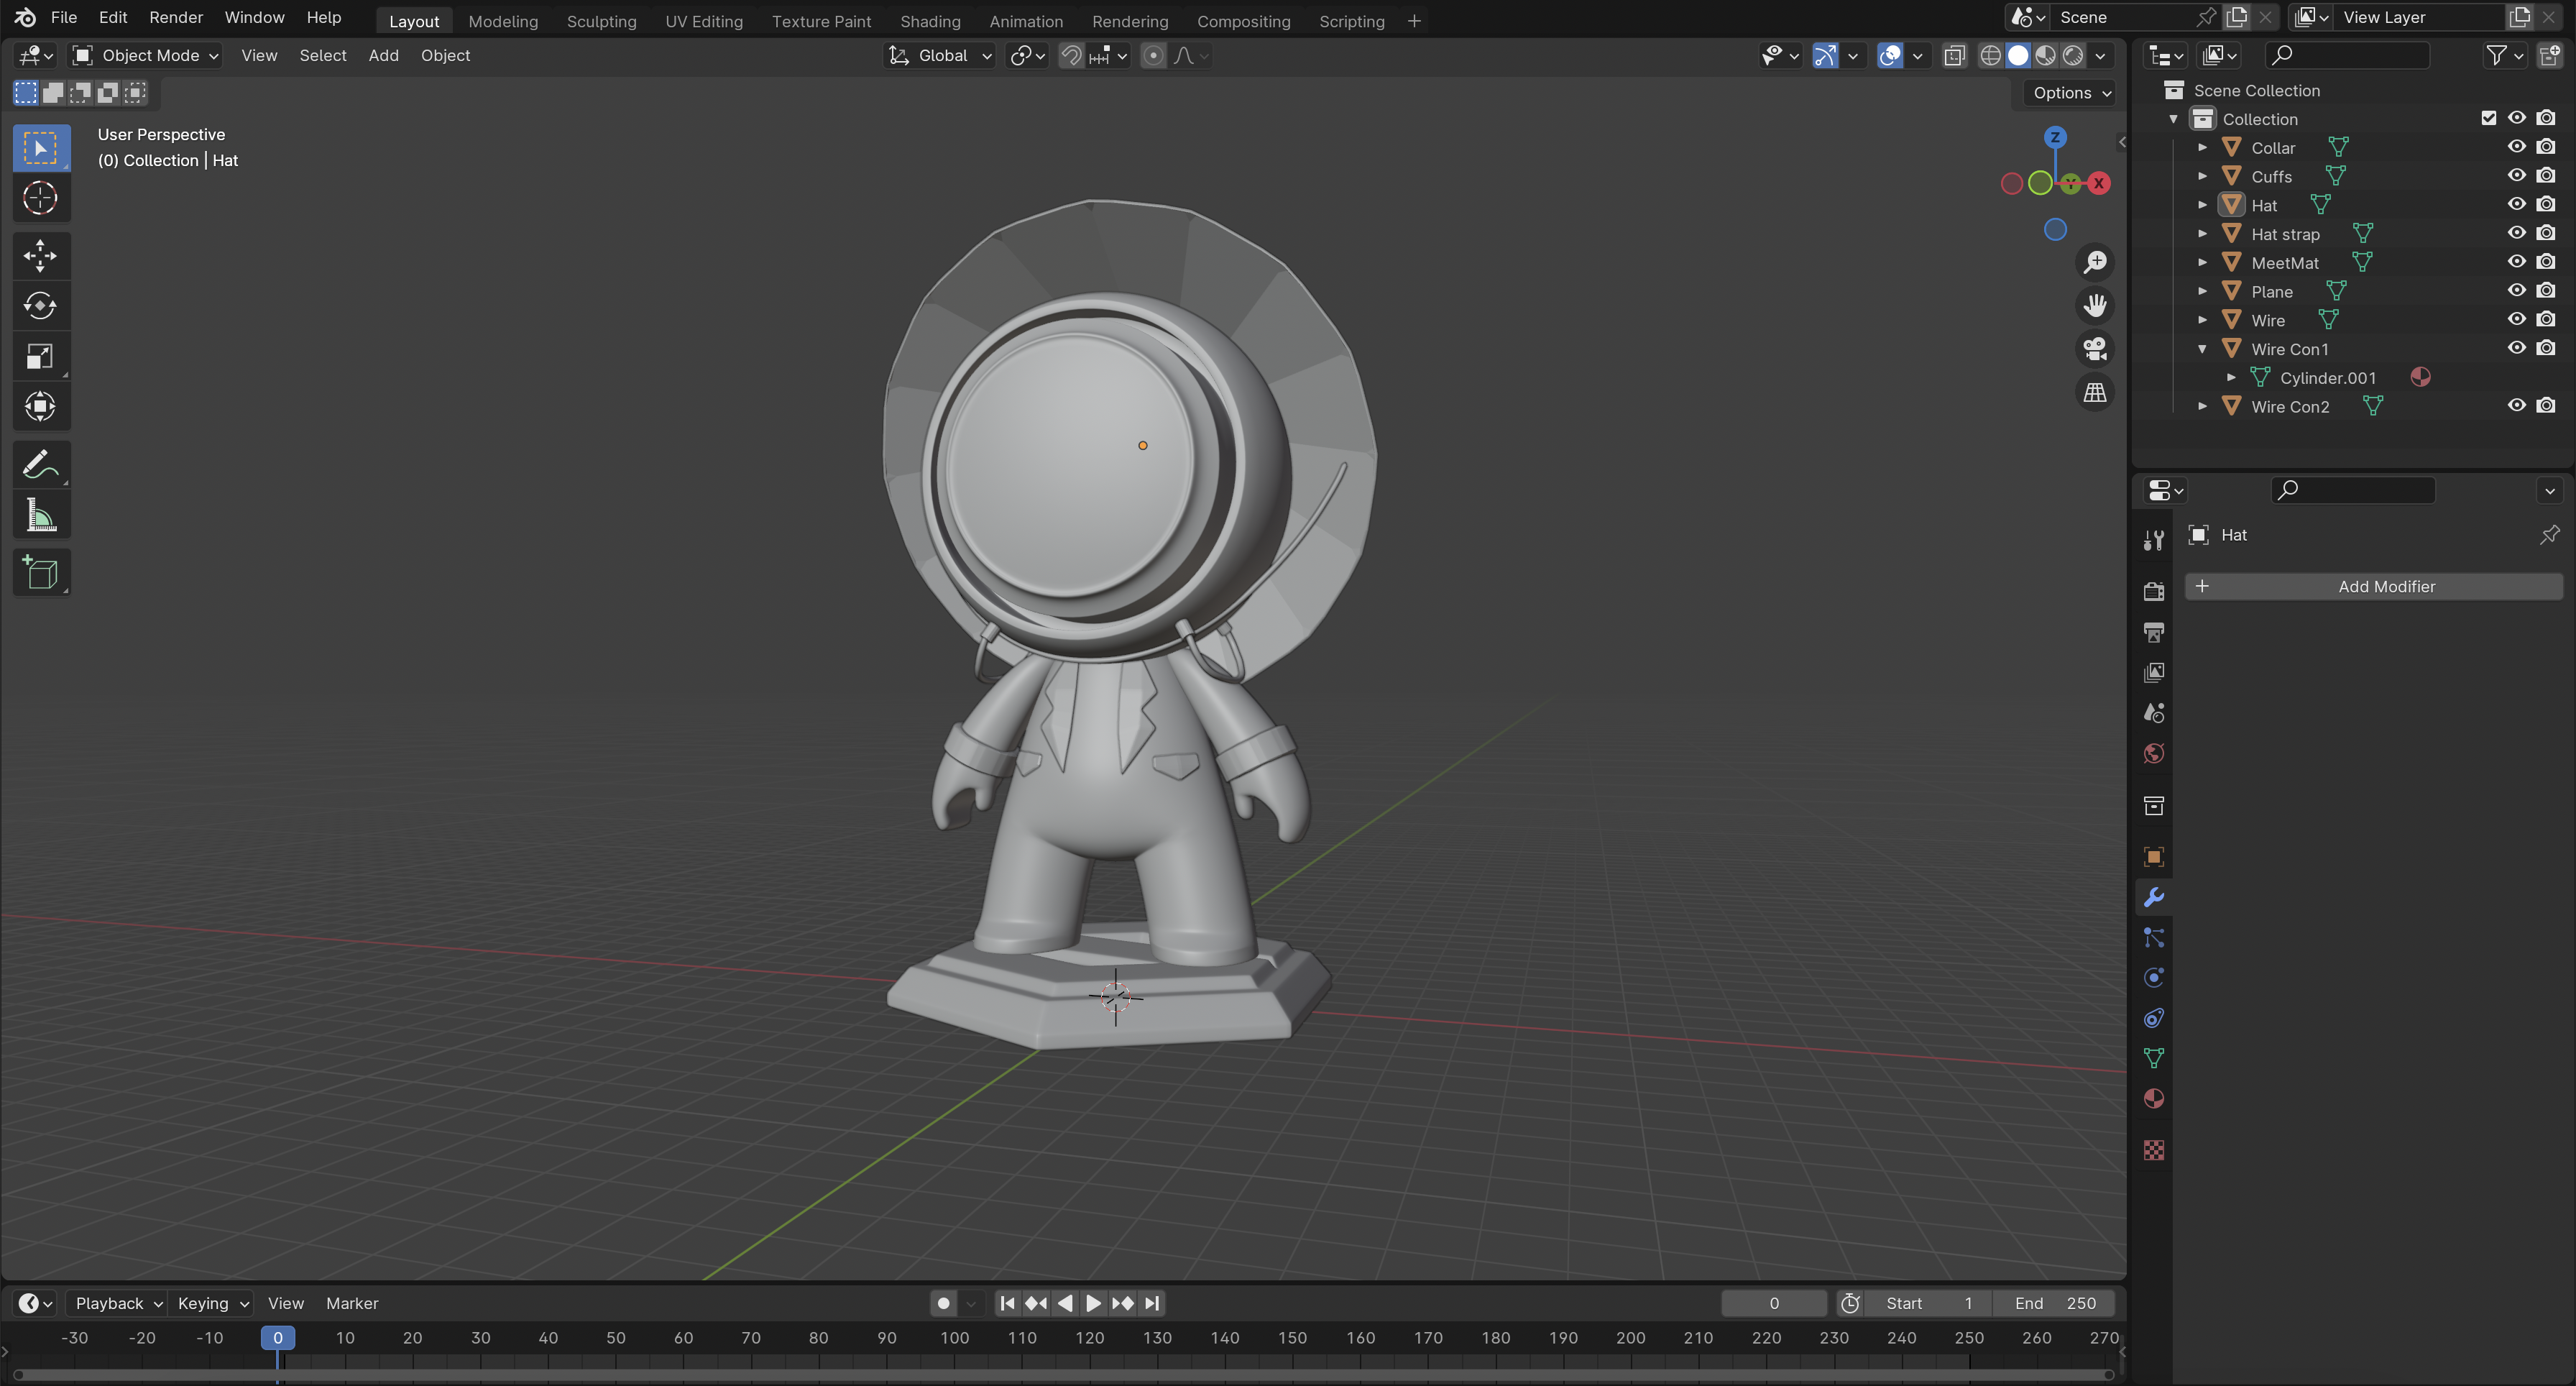 File Edit Render Window Help Layout Modeling Sculpting UV Editing Texture Paint Shading Animation Rendering Compositing Scripting Scene View Layer
Object Mode View Select Add Object Global
Options
User Perspective
(0) Collection | Hat
Z
Y X
Scene Collection
Collection
Collar
Cuffs
Hat
Hat strap
MeetMat
Plane
Wire
Wire Con1
Cylinder.001
Wire Con2
Hat
Add Modifier
Playback Keying View Marker 0 Start 1 End 250
-30 -20 -10 0 10 20 30 40 50 60 70 80 90 100 110 120 130 140 150 160 170 180 190 200 210 220 230 240 250 260 270